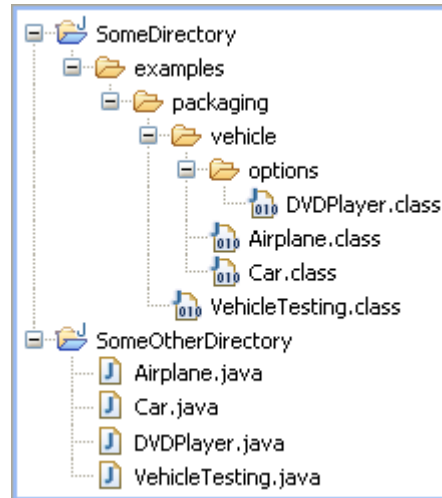 SomeDirectory
examples
packaging
vehicle
options
DVDPlayer.class
Airplane.class
Car.class
VehicleTesting.class
SomeOtherDirectory
Airplane.java
Car.java
DVDPlayer.java
VehicleTesting.java